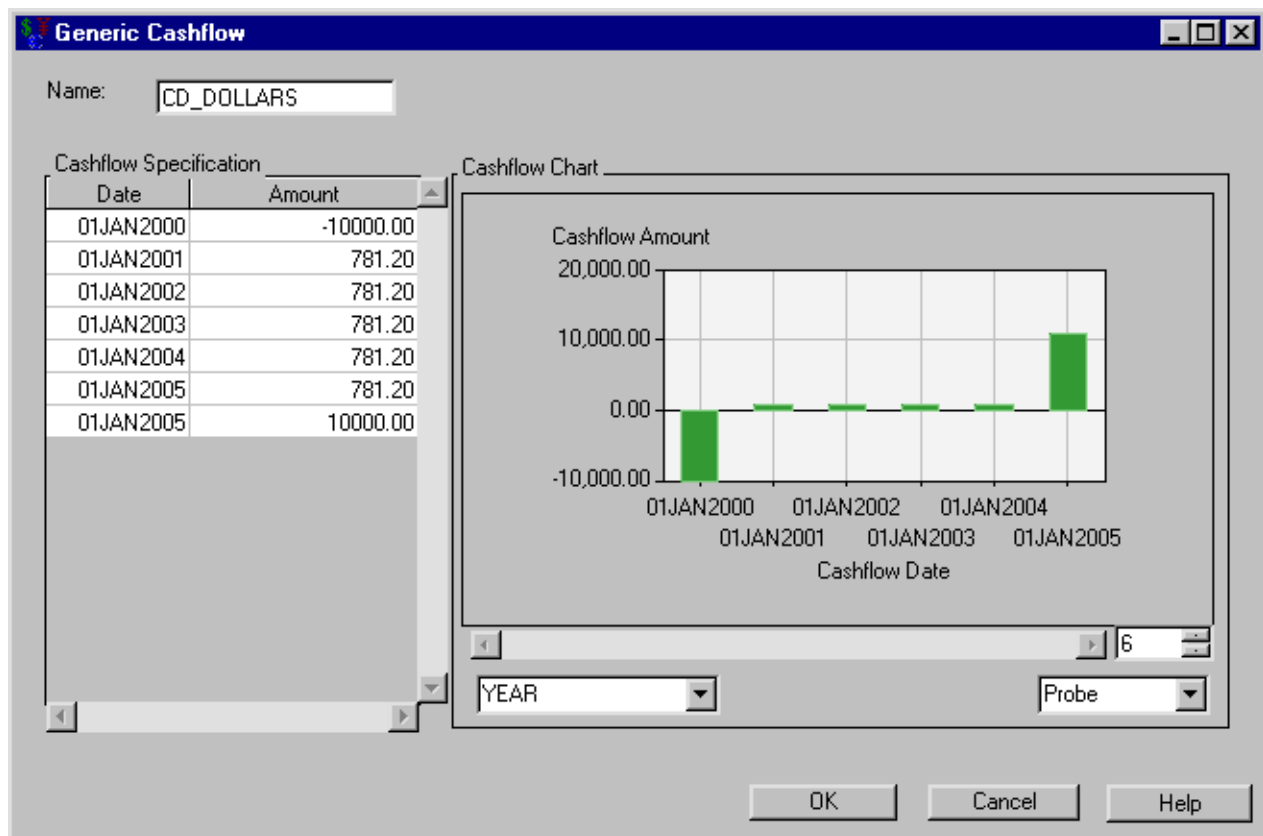 Generic Cashflow
Name: CD_DOLLARS
Cashflow Specification
Date Amount
01JAN2000 -10000.00
01JAN2001 781.20
01JAN2002 781.20
01JAN2003 781.20
01JAN2004 781.20
01JAN2005 781.20
01JAN2005 10000.00
Cashflow Chart
Cashflow Amount
20,000.00
10,000.00
0.00
-10,000.00
01JAN2000 01JAN2002 01JAN2004
01JAN2001 01JAN2003 01JAN2005
Cashflow Date
6
YEAR Probe
OK Cancel Help